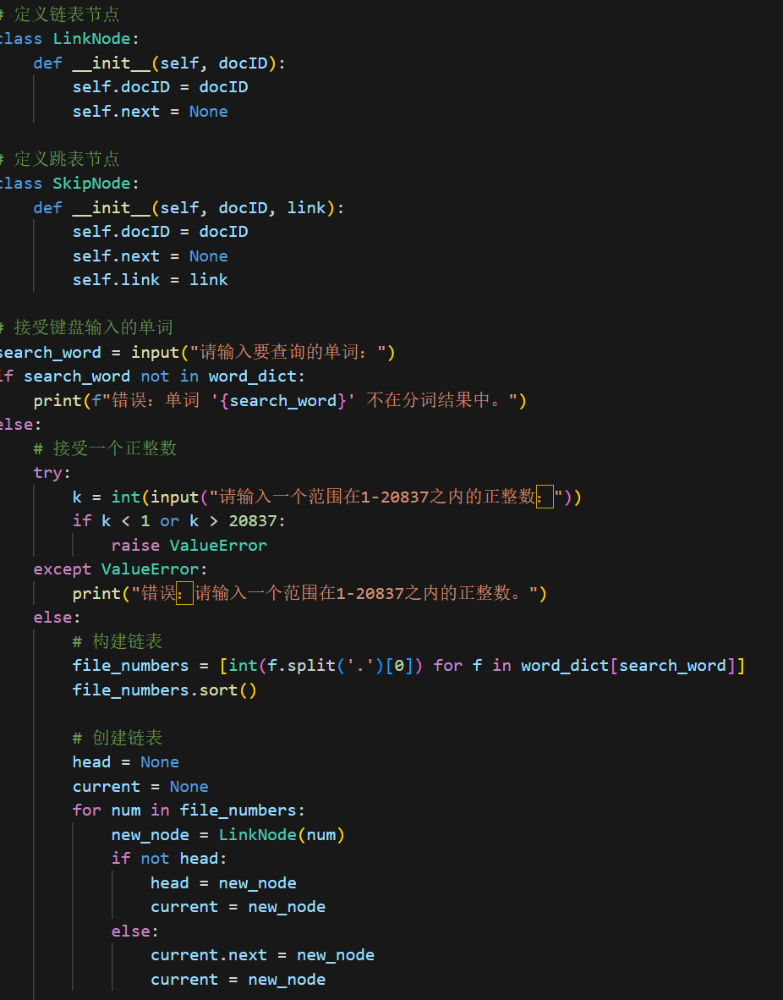 # 定义链表节点
class LinkNode:
    def __init__(self, docID):
        self.docID = docID
        self.next = None

# 定义跳表节点
class SkipNode:
    def __init__(self, docID, link):
        self.docID = docID
        self.next = None
        self.link = link

# 接受键盘输入的单词
search_word = input("请输入要查询的单词：")
if search_word not in word_dict:
    print(f"错误：单词 '{search_word}' 不在分词结果中。")
else:
    # 接受一个正整数
    try:
        k = int(input("请输入一个范围在1-20837之内的正整数："))
        if k < 1 or k > 20837:
            raise ValueError
    except ValueError:
        print("错误：请输入一个范围在1-20837之内的正整数。")
    else:
        # 构建链表
        file_numbers = [int(f.split('.')[0]) for f in word_dict[search_word]]
        file_numbers.sort()

        # 创建链表
        head = None
        current = None
        for num in file_numbers:
            new_node = LinkNode(num)
            if not head:
                head = new_node
                current = new_node
            else:
                current.next = new_node
                current = new_node